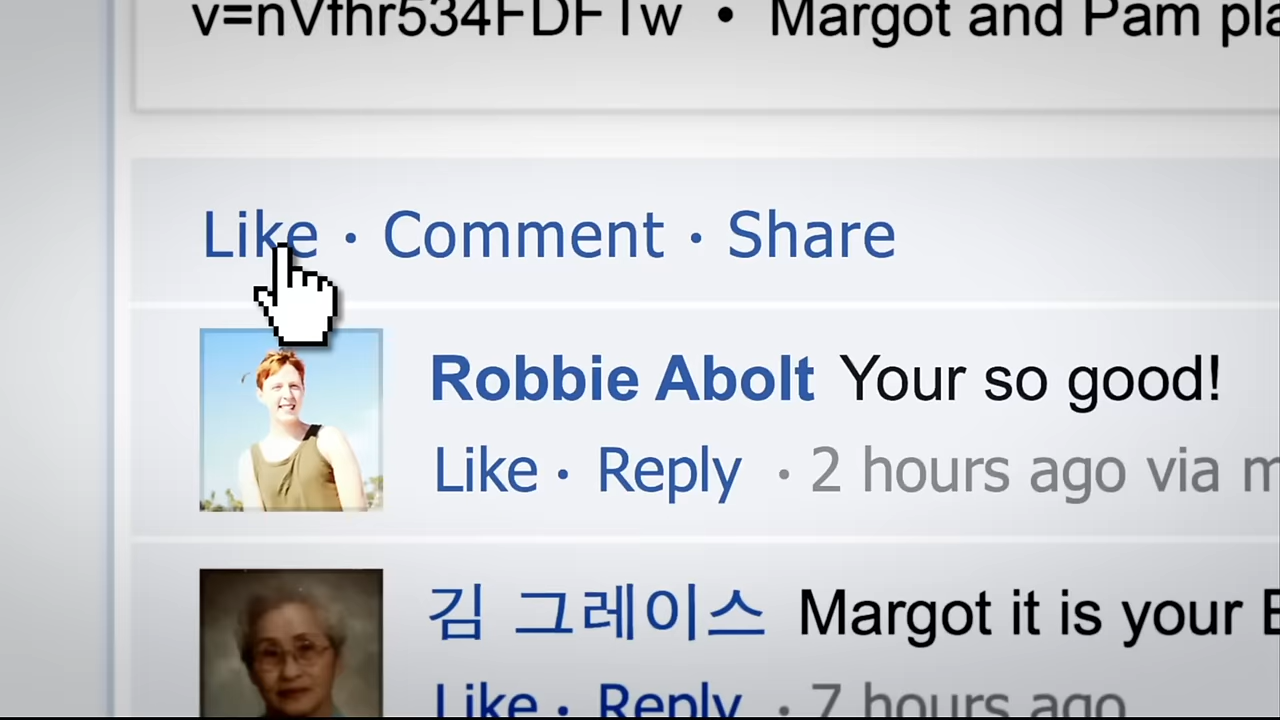 v=nVfhr534FDFTw • Margot and Pam pla
Like · Comment · Share
Robbie Abolt Your so good!
Like · Reply · 2 hours ago via m
김 그레이스 Margot it is your E
Like · Reply · 7 hours ago